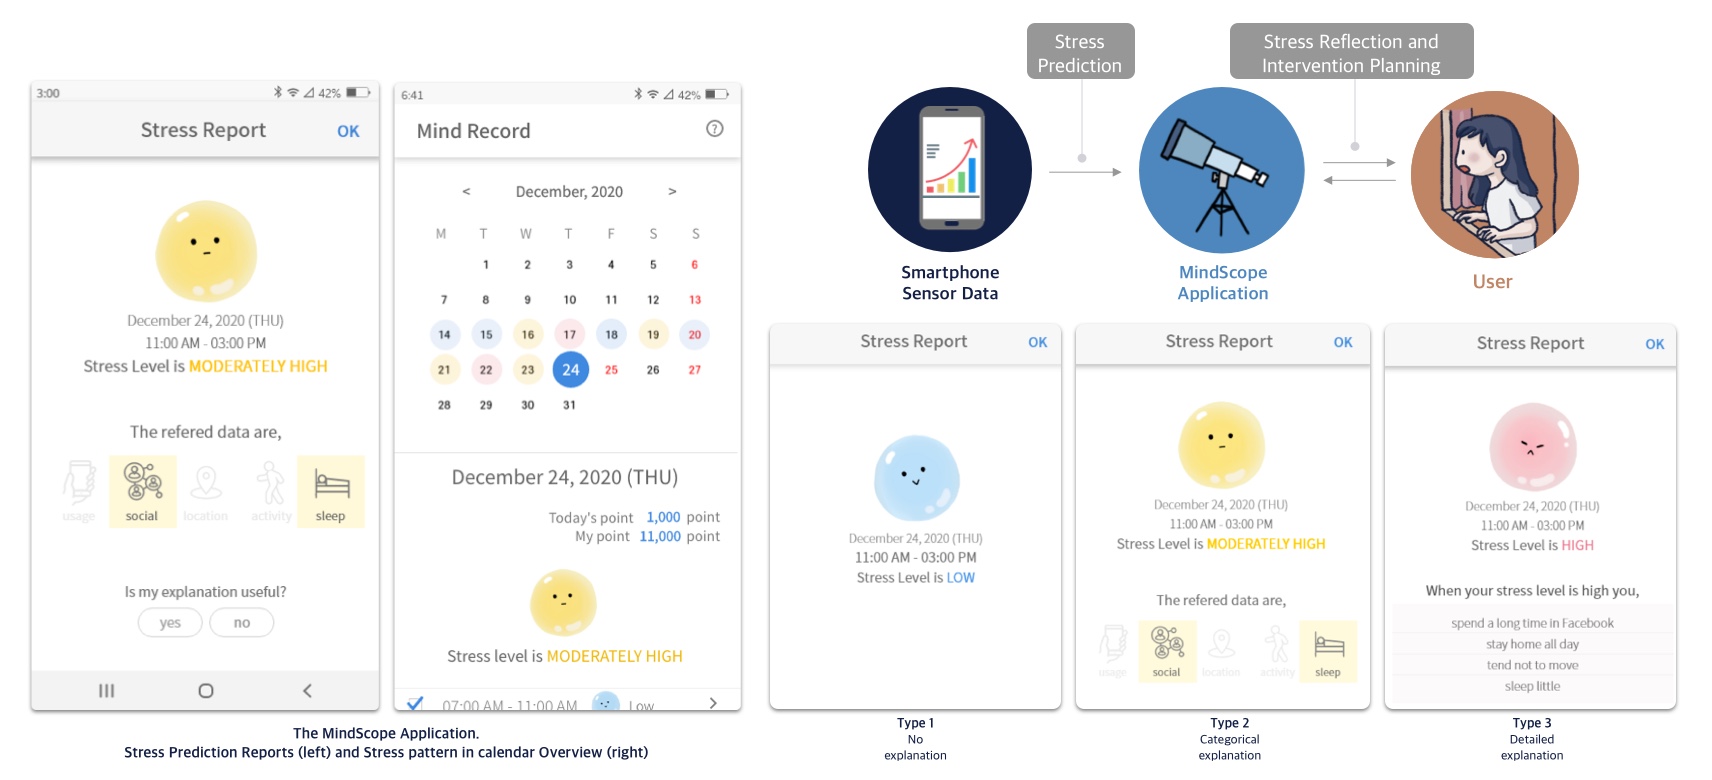 3:00
42%
Stress Report
OK
December 24, 2020 (THU)
11:00 AM - 03:00 PM
Stress Level is MODERATELY HIGH
The refered data are,
usage social location activity sleep
Is my explanation useful?
yes no
6:41
42%
Mind Record
?
< December, 2020 >
M T W T F S S
1 2 3 4 5 6
7 8 9 10 11 12 13
14 15 16 17 18 19 20
21 22 23 24 25 26 27
28 29 30 31
December 24, 2020 (THU)
Today's point 1,000 point
My point 11,000 point
Stress level is MODERATELY HIGH
07:00 AM - 11:00 AM Low >
The MindScope Application.
Stress Prediction Reports (left) and Stress pattern in calendar Overview (right)
Stress
Prediction
Stress Reflection and
Intervention Planning
Smartphone
Sensor Data
MindScope
Application
User
Stress Report
OK
December 24, 2020 (THU)
11:00 AM - 03:00 PM
Stress Level is LOW
Type 1
No
explanation
Stress Report
OK
December 24, 2020 (THU)
11:00 AM - 03:00 PM
Stress Level is MODERATELY HIGH
The refered data are,
usage social location activity sleep
Type 2
Categorical
explanation
Stress Report
OK
December 24, 2020 (THU)
11:00 AM - 03:00 PM
Stress Level is HIGH
When your stress level is high you,
spend a long time in Facebook
stay home all day
tend not to move
sleep little
Type 3
Detailed
explanation